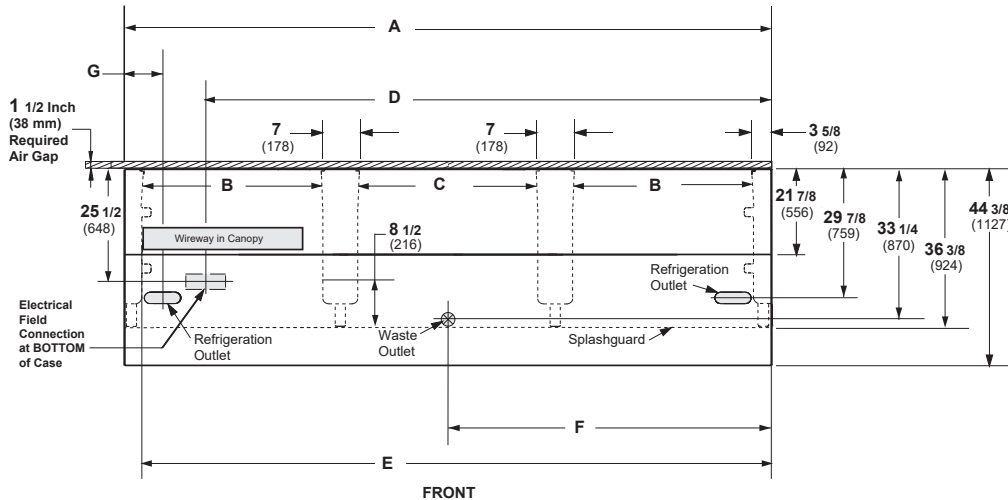 A
G
D
1 1/2 Inch
(38 mm)
Required
Air Gap
7
(178)
7
(178)
3 5/8
(92)
B
C
B
25 1/2
(648)
21 7/8
(556)
29 7/8
(759)
33 1/4
(870)
36 3/8
(924)
44 3/8
(1127)
Wireway in Canopy
8 1/2
(216)
Refrigeration
Outlet
Electrical
Field
Connection
at BOTTOM
of Case
Refrigeration
Outlet
Waste
Outlet
Splashguard
F
E
FRONT